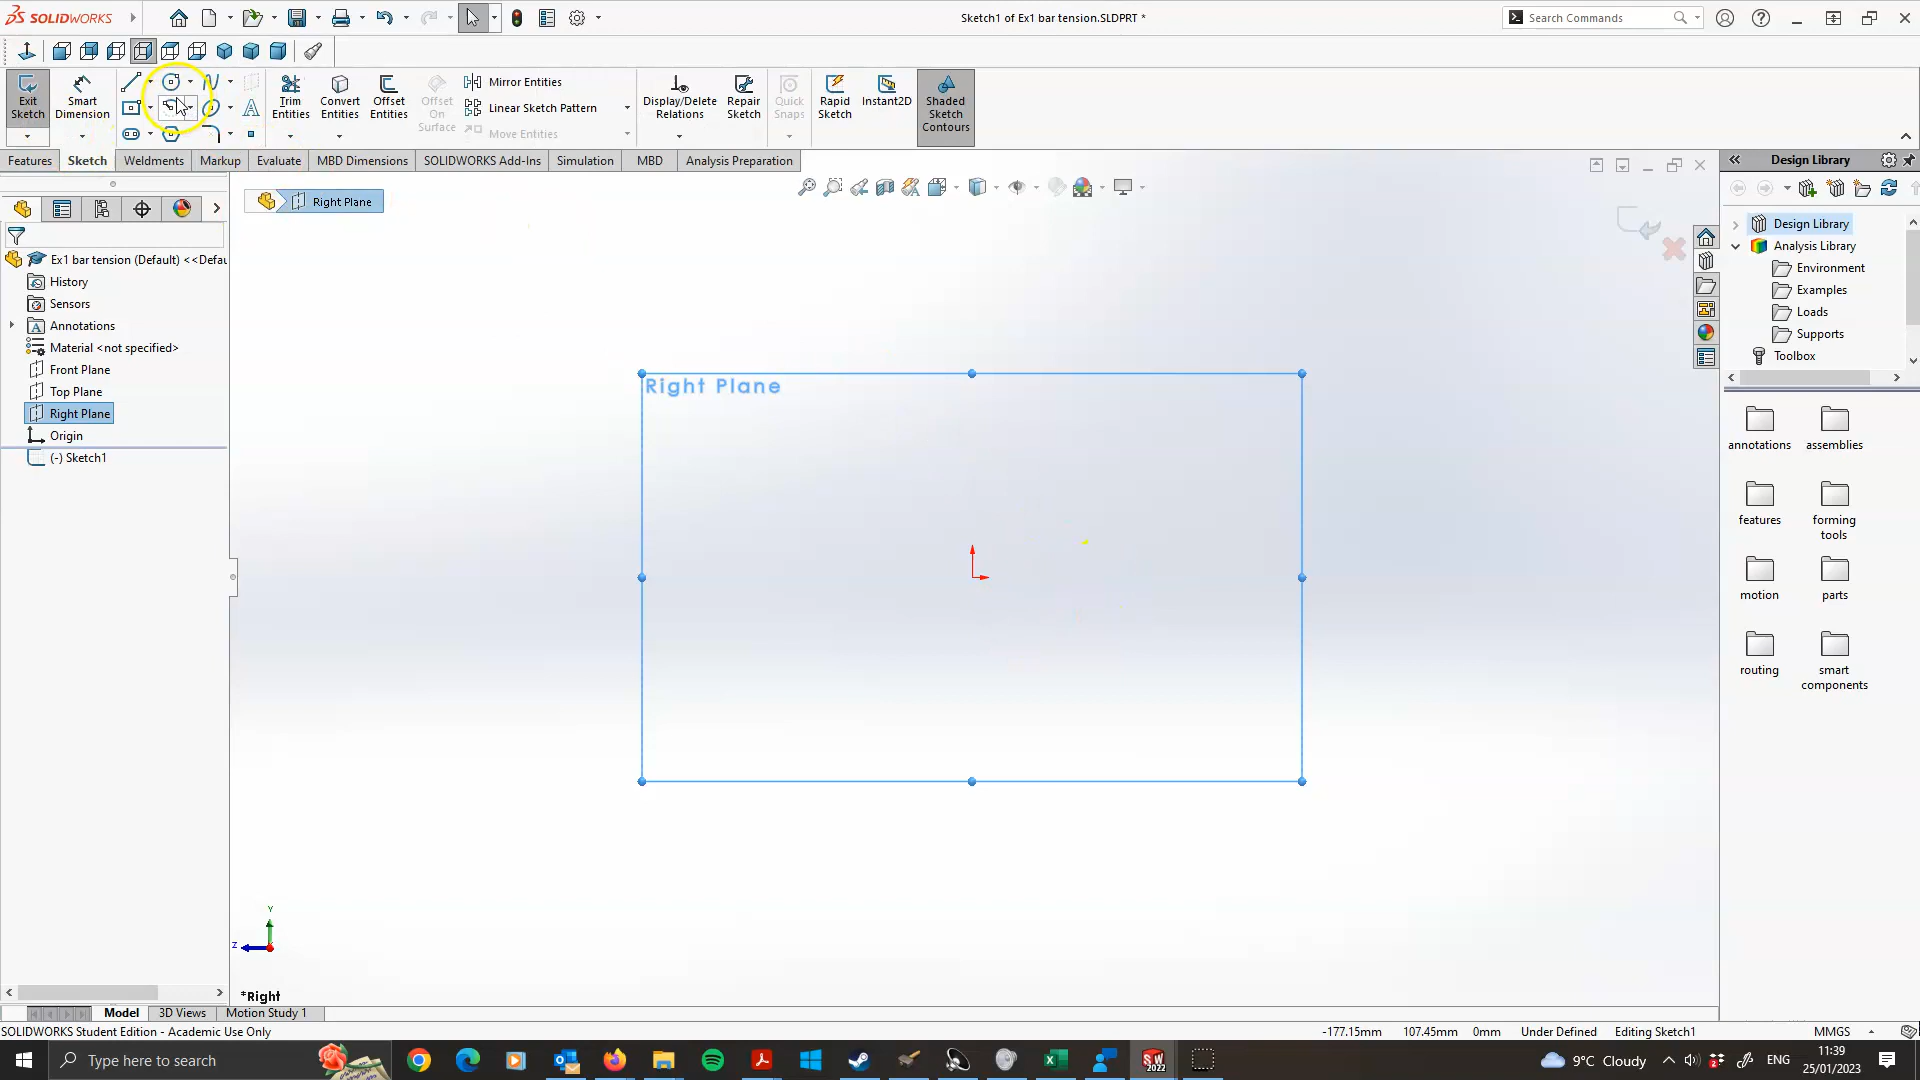 SOLIDWORKS
Sketch1 of Ex1 bar tension.SLDPRT *
Search Commands
Exit Sketch
Smart Dimension
Trim Entities
Convert Entities
Offset Entities
Offset On Surface
Mirror Entities
Linear Sketch Pattern
Move Entities
Display/Delete Relations
Repair Sketch
Quick Snaps
Rapid Sketch
Instant2D
Shaded Sketch Contours
Features
Sketch
Weldments
Markup
Evaluate
MBD Dimensions
SOLIDWORKS Add-Ins
Simulation
MBD
Analysis Preparation
Design Library
Right Plane
Ex1 bar tension (Default) <<Defau
History
Sensors
Annotations
Material <not specified>
Front Plane
Top Plane
Right Plane
Origin
(-) Sketch1
Right Plane
Y
Z
*Right
Design Library
Analysis Library
Environment
Examples
Loads
Supports
Toolbox
annotations
assemblies
features
forming tools
motion
parts
routing
smart components
Model
3D Views
Motion Study 1
SOLIDWORKS Student Edition - Academic Use Only
-177.15mm
107.45mm
0mm
Under Defined
Editing Sketch1
MMGS
Type here to search
9°C Cloudy
ENG
11:39
25/01/2023